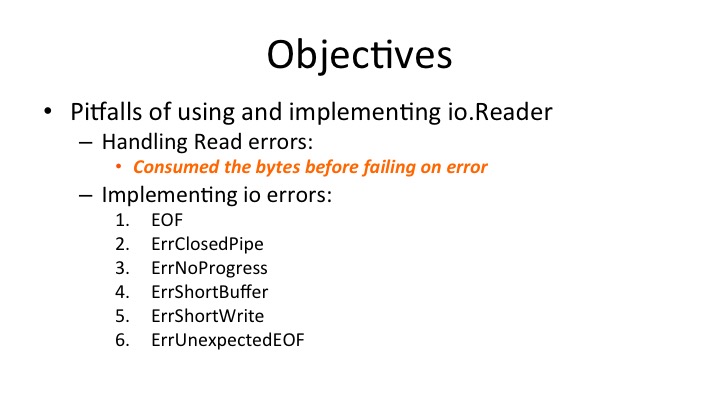 Objectives
• Pitfalls of using and implementing io.Reader
– Handling Read errors:
• Consumed the bytes before failing on error
– Implementing io errors:
1. EOF
2. ErrClosedPipe
3. ErrNoProgress
4. ErrShortBuffer
5. ErrShortWrite
6. ErrUnexpectedEOF